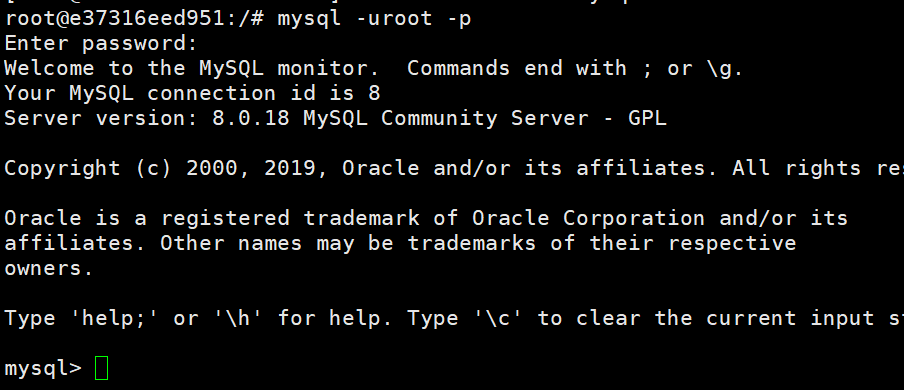 root@e37316eed951:/# mysql -uroot -p
Enter password:
Welcome to the MySQL monitor.  Commands end with ; or \g.
Your MySQL connection id is 8
Server version: 8.0.18 MySQL Community Server - GPL
Copyright (c) 2000, 2019, Oracle and/or its affiliates. All rights res
Oracle is a registered trademark of Oracle Corporation and/or its
affiliates. Other names may be trademarks of their respective
owners.
Type 'help;' or '\h' for help. Type '\c' to clear the current input st
mysql>